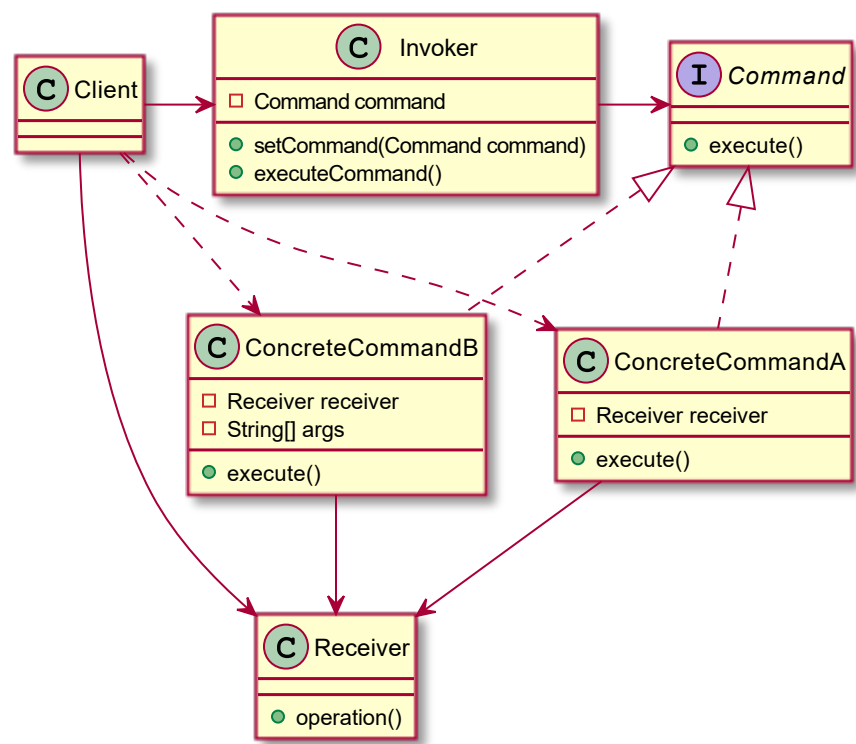 C Client
C Invoker
Command command
setCommand(Command command)
executeCommand()
I Command
execute()
C ConcreteCommandB
Receiver receiver
String[] args
execute()
C ConcreteCommandA
Receiver receiver
execute()
C Receiver
operation()